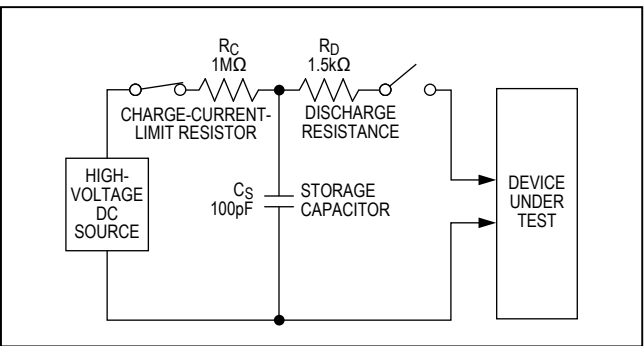 RC
1MΩ
RD
1.5kΩ
CHARGE-CURRENT-
LIMIT RESISTOR
DISCHARGE
RESISTANCE
HIGH-
VOLTAGE
DC
SOURCE
CS
100pF
STORAGE
CAPACITOR
DEVICE
UNDER
TEST